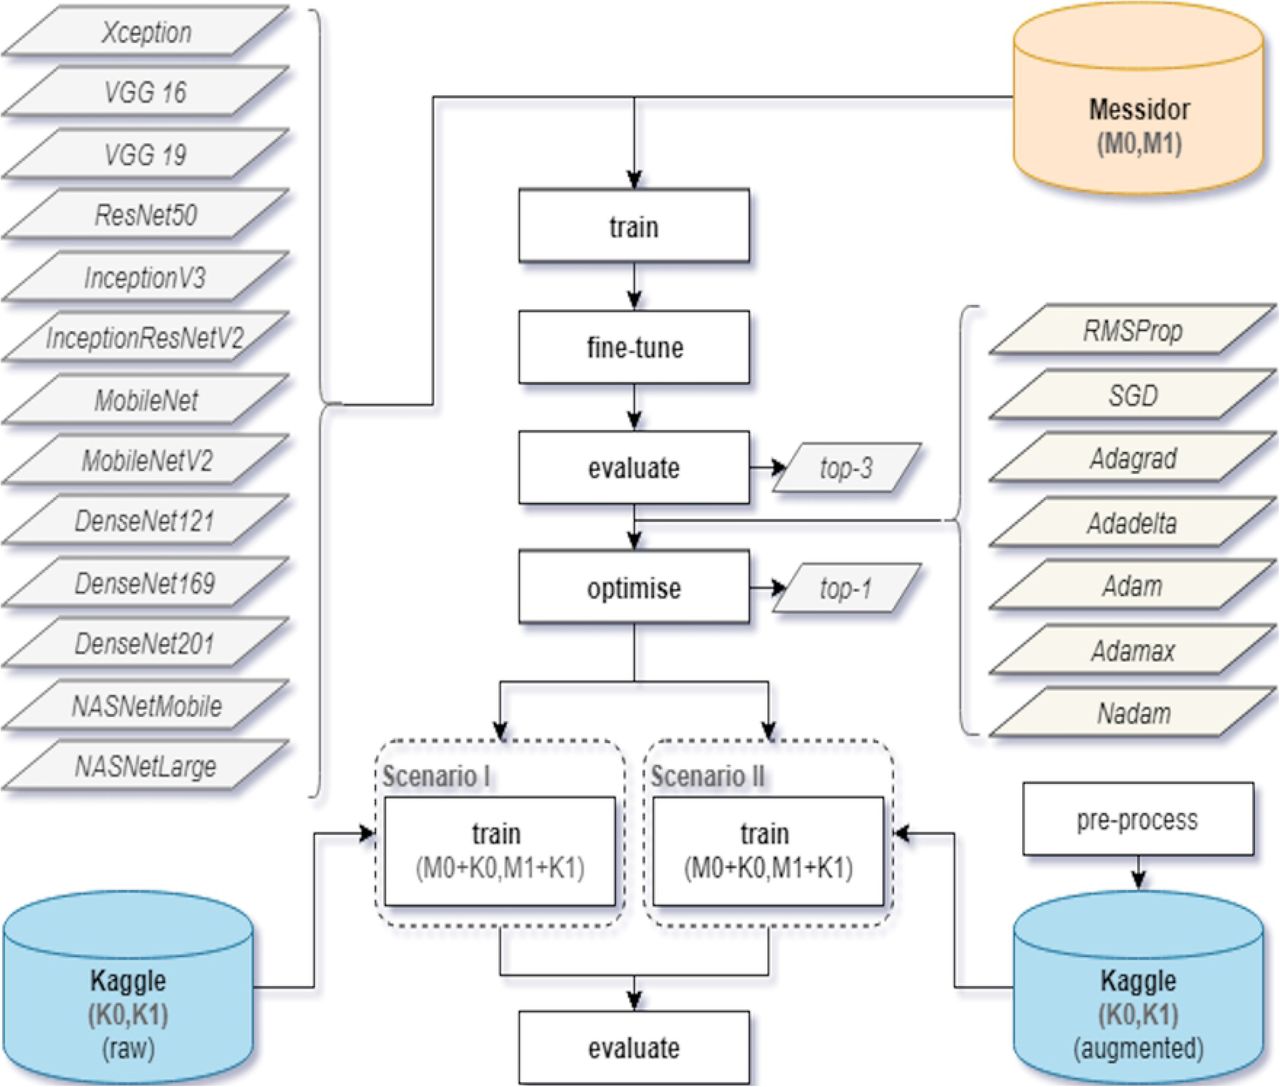 Xception
VGG 16
VGG 19
ResNet50
InceptionV3
InceptionResNetV2
MobileNet
MobileNetV2
DenseNet121
DenseNet169
DenseNet201
NASNetMobile
NASNetLarge
Messidor
(M0,M1)
train
fine-tune
evaluate
top-3
optimise
top-1
RMSProp
SGD
Adagrad
Adadelta
Adam
Adamax
Nadam
Scenario I
train
(M0+K0,M1+K1)
Scenario II
train
(M0+K0,M1+K1)
pre-process
Kaggle
(K0,K1)
(raw)
Kaggle
(K0,K1)
(augmented)
evaluate